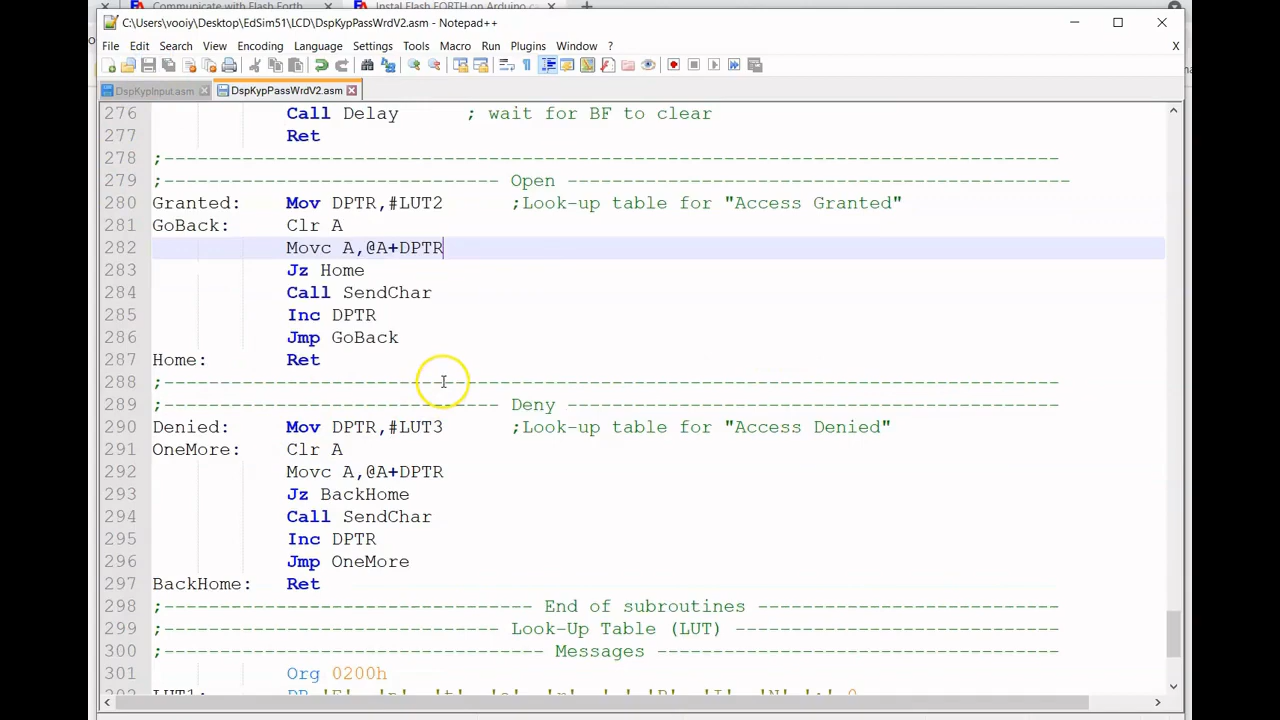 Communicate with Flash Forth
Instal Flash FORTH on Arduino
C:\Users\vooiy\Desktop\EdSim51\LCD\DspKypPassWrdV2.asm - Notepad++
File Edit Search View Encoding Language Settings Tools Macro Run Plugins Window ? X
DspKypInput.asm DspKypPassWrdV2.asm
276 Call Delay ; wait for BF to clear
277 Ret
278 ;--------------------------------------------------------------------------------
279 ;------------------------------ Open ---------------------------------------------
280 Granted: Mov DPTR,#LUT2 ;Look-up table for "Access Granted"
281 GoBack: Clr A
282 Movc A,@A+DPTR
283 Jz Home
284 Call SendChar
285 Inc DPTR
286 Jmp GoBack
287 Home: Ret
288 ;--------------------------------------------------------------------------------
289 ;------------------------------ Deny --------------------------------------------
290 Denied: Mov DPTR,#LUT3 ;Look-up table for "Access Denied"
291 OneMore: Clr A
292 Movc A,@A+DPTR
293 Jz BackHome
294 Call SendChar
295 Inc DPTR
296 Jmp OneMore
297 BackHome: Ret
298 ;--------------------------------- End of subroutines ---------------------------
299 ;------------------------------ Look-Up Table (LUT) ------------------------------
300 ;---------------------------------- Messages ------------------------------------
301 Org 0200h
302 LUT1: DB 'E', 'n', 't', 'e', 'r', ' ', 'P', 'I', 'N', ':', 0